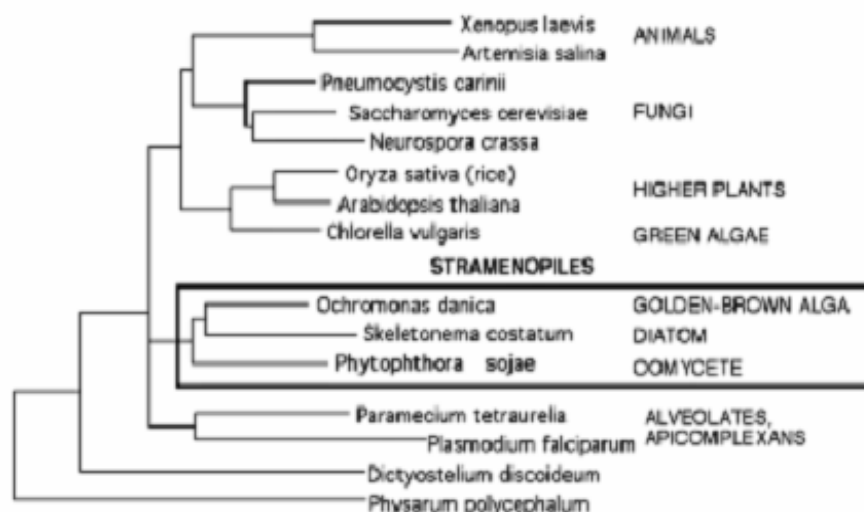 Xenopus laevis
ANIMALS
Artemisia salina
Pneumocystis carinii
Saccharomyces cerevisiae
FUNGI
Neurospora crassa
Oryza sativa (rice)
HIGHER PLANTS
Arabidopsis thaliana
Chlorella vulgaris
GREEN ALGAE
STRAMENOPILES
Ochromonas danica
GOLDEN-BROWN ALGA
Skeletonema costatum
DIATOM
Phytophthora sojae
OOMYCETE
Paramecium tetraurelia
ALVEOLATES,
APICOMPLEXANS
Plasmodium falciparum
Dictyostelium discoideum
Physarum polycephalum